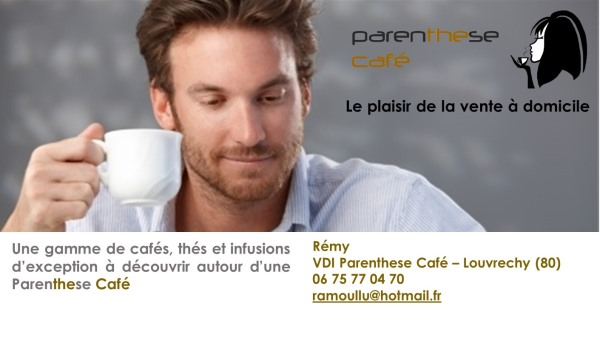 parenthese
café
Le plaisir de la vente à domicile
Une gamme de cafés, thés et infusions
d'exception à découvrir autour d'une
Parenthese Café
Rémy
VDI Parenthese Café – Louvrechy (80)
06 75 77 04 70
ramoullu@hotmail.fr